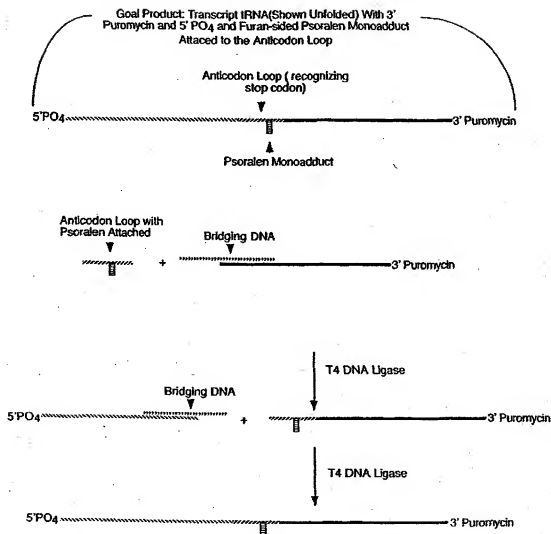 Goal Product: Transcript tRNA(Shown Unfolded) With 3'
Puromycin and 5' PO4 and Furan-sided Psoralen Monoadduct
Attaced to the Anticodon Loop
Anticodon Loop ( recognizing
stop codon)
5'PO4
3' Puromycin
Psoralen Monoadduct
Anticodon Loop with
Psoralen Attached
Bridging DNA
+
3' Puromycin
T4 DNA Ligase
Bridging DNA
5'PO4
+
3' Puromycin
T4 DNA Ligase
5'PO4
3' Puromycin